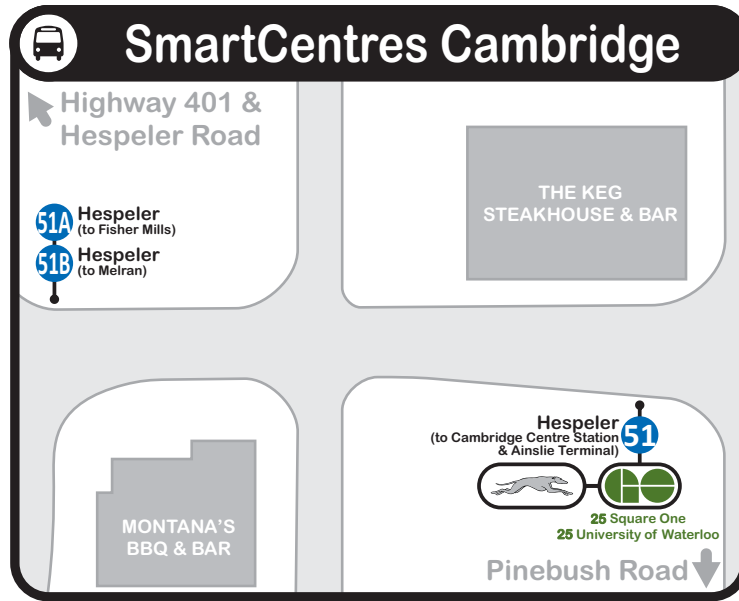 SmartCentres Cambridge
Highway 401 &
Hespeler Road
THE KEG
STEAKHOUSE & BAR
51A Hespeler
(to Fisher Mills)
51B Hespeler
(to Melran)
Hespeler
(to Cambridge Centre Station
& Ainslie Terminal)
51
GO
25 Square One
25 University of Waterloo
MONTANA'S
BBQ & BAR
Pinebush Road